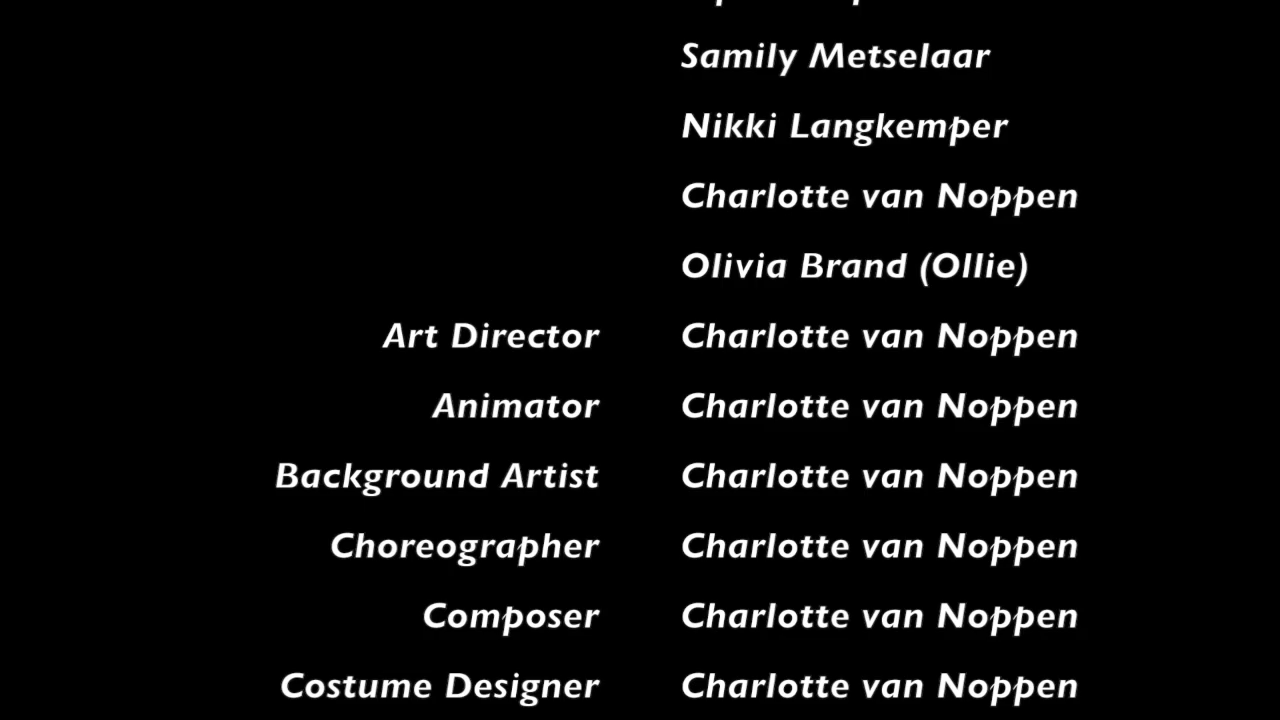 Samily Metselaar
Nikki Langkemper
Charlotte van Noppen
Olivia Brand (Ollie)
Art Director Charlotte van Noppen
Animator Charlotte van Noppen
Background Artist Charlotte van Noppen
Choreographer Charlotte van Noppen
Composer Charlotte van Noppen
Costume Designer Charlotte van Noppen